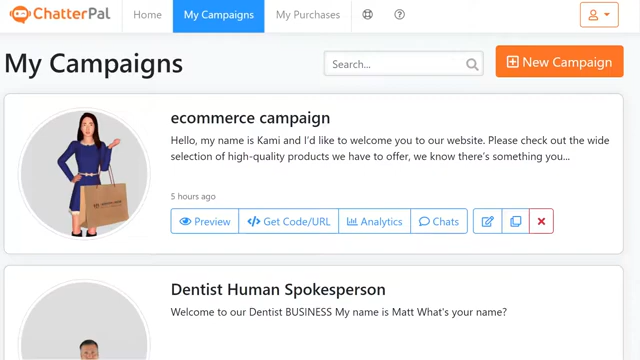 ChatterPal
Home
My Campaigns
My Purchases
My Campaigns
Search...
New Campaign
ecommerce campaign
Hello, my name is Kami and I'd like to welcome you to our website. Please check out the wide
selection of high-quality products we have to offer, we know there's something you...
5 hours ago
Preview
Get Code/URL
Analytics
Chats
Dentist Human Spokesperson
Welcome to our Dentist BUSINESS My name is Matt What's your name?